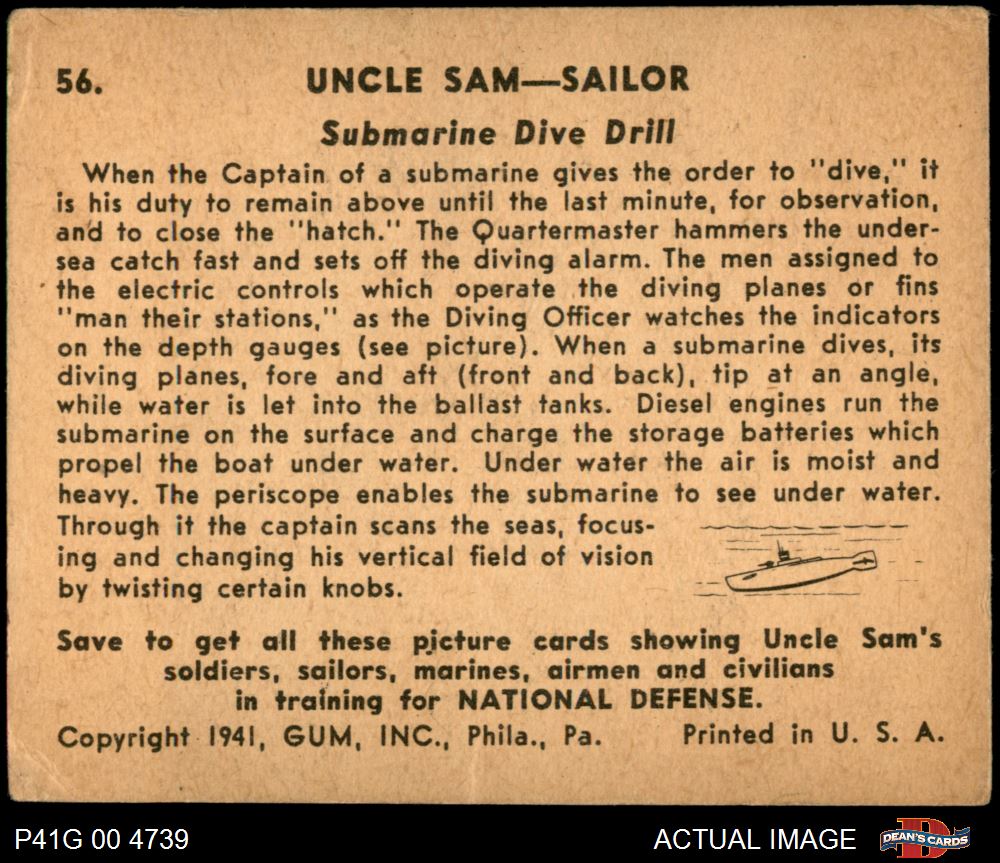 56. UNCLE SAM—SAILOR
Submarine Dive Drill
When the Captain of a submarine gives the order to "dive," it
is his duty to remain above until the last minute, for observation,
and to close the "hatch." The Quartermaster hammers the under-
sea catch fast and sets off the diving alarm. The men assigned to
the electric controls which operate the diving planes or fins
"man their stations," as the Diving Officer watches the indicators
on the depth gauges (see picture). When a submarine dives, its
diving planes, fore and aft (front and back), tip at an angle,
while water is let into the ballast tanks. Diesel engines run the
submarine on the surface and charge the storage batteries which
propel the boat under water. Under water the air is moist and
heavy. The periscope enables the submarine to see under water.
Through it the captain scans the seas, focus-
ing and changing his vertical field of vision
by twisting certain knobs.
Save to get all these picture cards showing Uncle Sam's
soldiers, sailors, marines, airmen and civilians
in training for NATIONAL DEFENSE.
Copyright 1941, GUM, INC., Phila., Pa. Printed in U. S. A.
P41G 00 4739 ACTUAL IMAGE DEAN'S CARDS